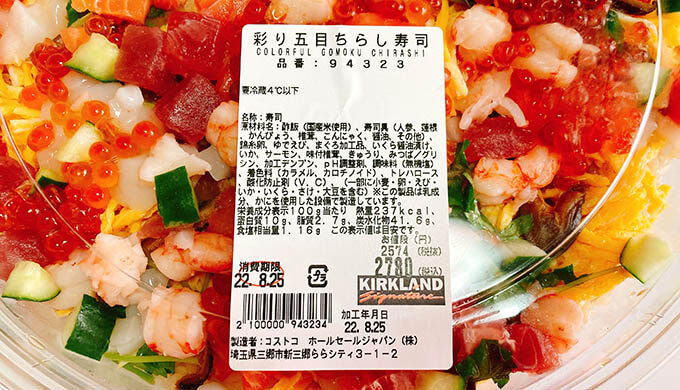 彩り五目ちらし寿司
COLORFUL GOMOKU CHIRASHI
品番:94323
要冷蔵4℃以下
名称:寿司
原材料名:酢飯(国産米使用)、寿司具(人参、蓮根
、かんぴょう、椎茸、こんにゃく、醤油、その他)、
錦糸卵、ゆでえび、まぐろ加工品、いくら醤油漬け、
いか、サーモン、味付椎茸、きゅうり、みつば/グリ
シン、加工デンプン、pH調整剤、調味料(無機塩)
、着色料(カラメル、カロチノイド)、トレハロース
、酸化防止剤(V.C)、(一部に小麦・卵・えび・
いか・いくら・さけ・大豆を含む)※この製品は乳成
分、かにを使用した設備で製造しています。
栄養成分表示100g当たり 熱量237kcal、
蛋白質10g、脂質2.7g、炭水化物41.6g、
食塩相当量1.16g この表示値は目安です。
お値段(円)
2574(税抜)
2780(税込)
消費期限
22.8.25
KIRKLAND
Signature
加工年月日
22.8.25
2100000943234
製造者:コストコ ホールセールジャパン(株)
埼玉県三郷市新三郷ららシティ3-1-2